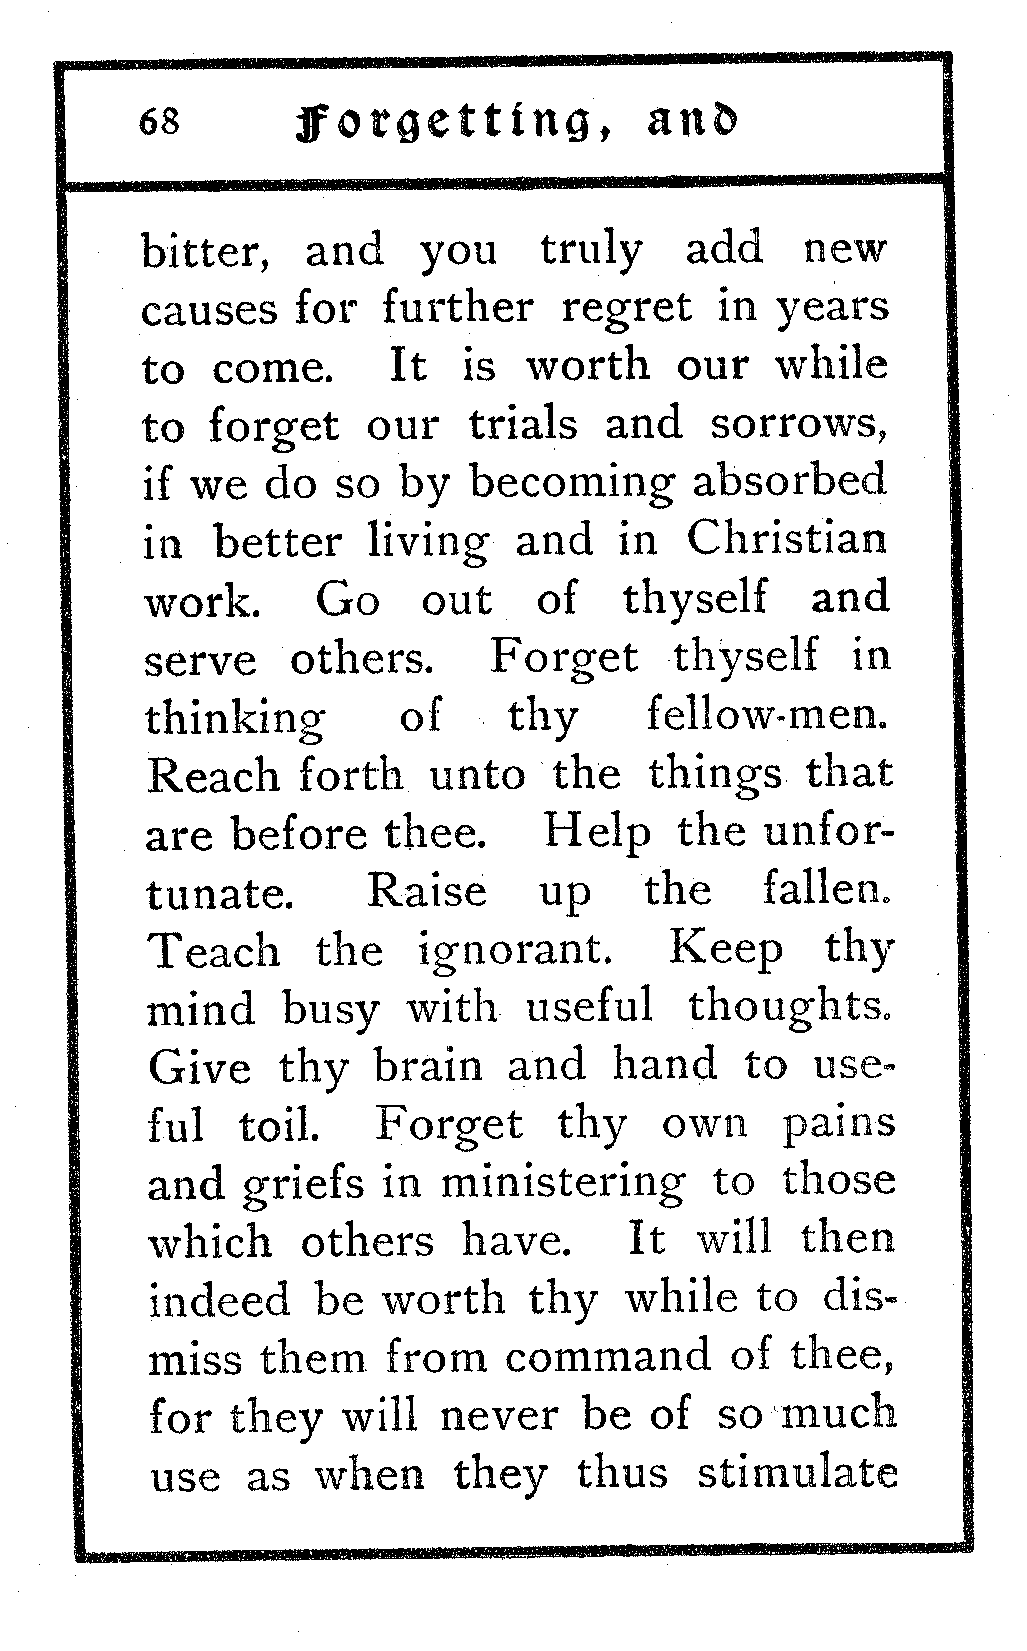 68 Forgetting, and
bitter, and you truly add new
causes for further regret in years
to come. It is worth our while
to forget our trials and sorrows,
if we do so by becoming absorbed
in better living and in Christian
work. Go out of thyself and
serve others. Forget thyself in
thinking of thy fellow-men.
Reach forth unto the things that
are before thee. Help the unfor-
tunate. Raise up the fallen.
Teach the ignorant. Keep thy
mind busy with useful thoughts.
Give thy brain and hand to use-
ful toil. Forget thy own pains
and griefs in ministering to those
which others have. It will then
indeed be worth thy while to dis-
miss them from command of thee,
for they will never be of so much
use as when they thus stimulate